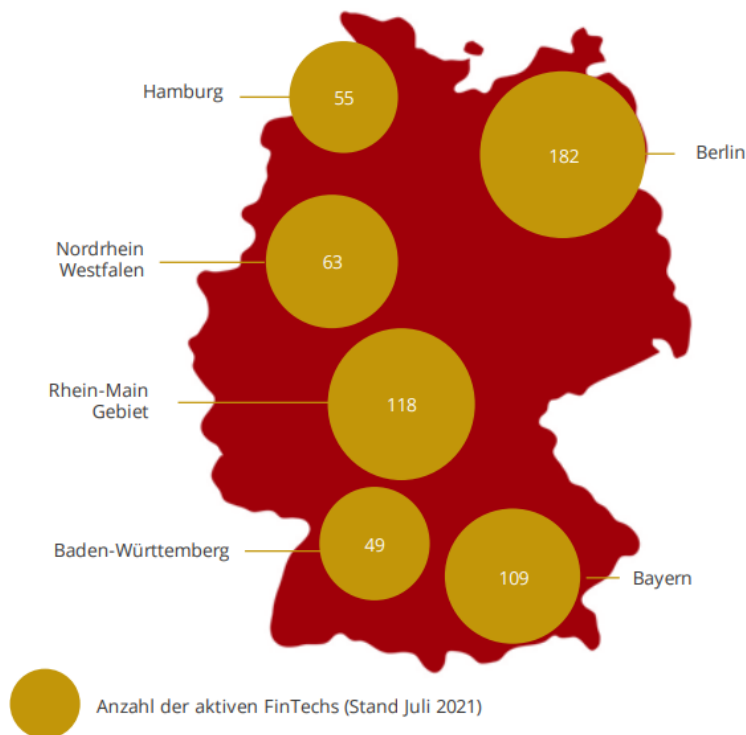 Hamburg
55
182
Berlin
Nordrhein
Westfalen
63
Rhein-Main
Gebiet
118
Baden-Württemberg
49
109
Bayern
Anzahl der aktiven FinTechs (Stand Juli 2021)